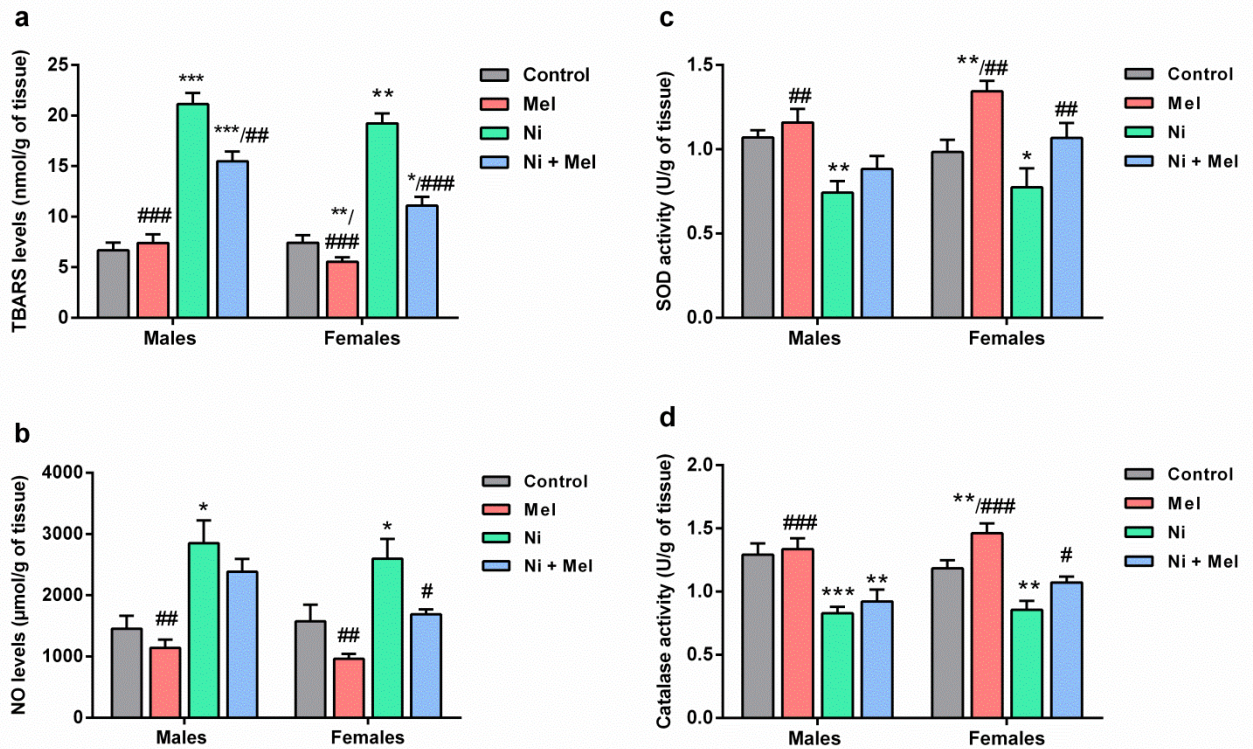 a
TBARS levels (nmol/g of tissue)
25
20
15
10
5
0
###
***
***/##
**/
###
**
*/###
Males
Females
Control
Mel
Ni
Ni + Mel
c
SOD activity (U/g of tissue)
1.5
1.0
0.5
0.0
##
**
**/##
*
##
Males
Females
Control
Mel
Ni
Ni + Mel
b
NO levels (µmol/g of tissue)
4000
3000
2000
1000
0
##
*
##
*
#
Males
Females
Control
Mel
Ni
Ni + Mel
d
Catalase activity (U/g of tissue)
2.0
1.5
1.0
0.5
0.0
###
***
**
**/###
**
#
Males
Females
Control
Mel
Ni
Ni + Mel